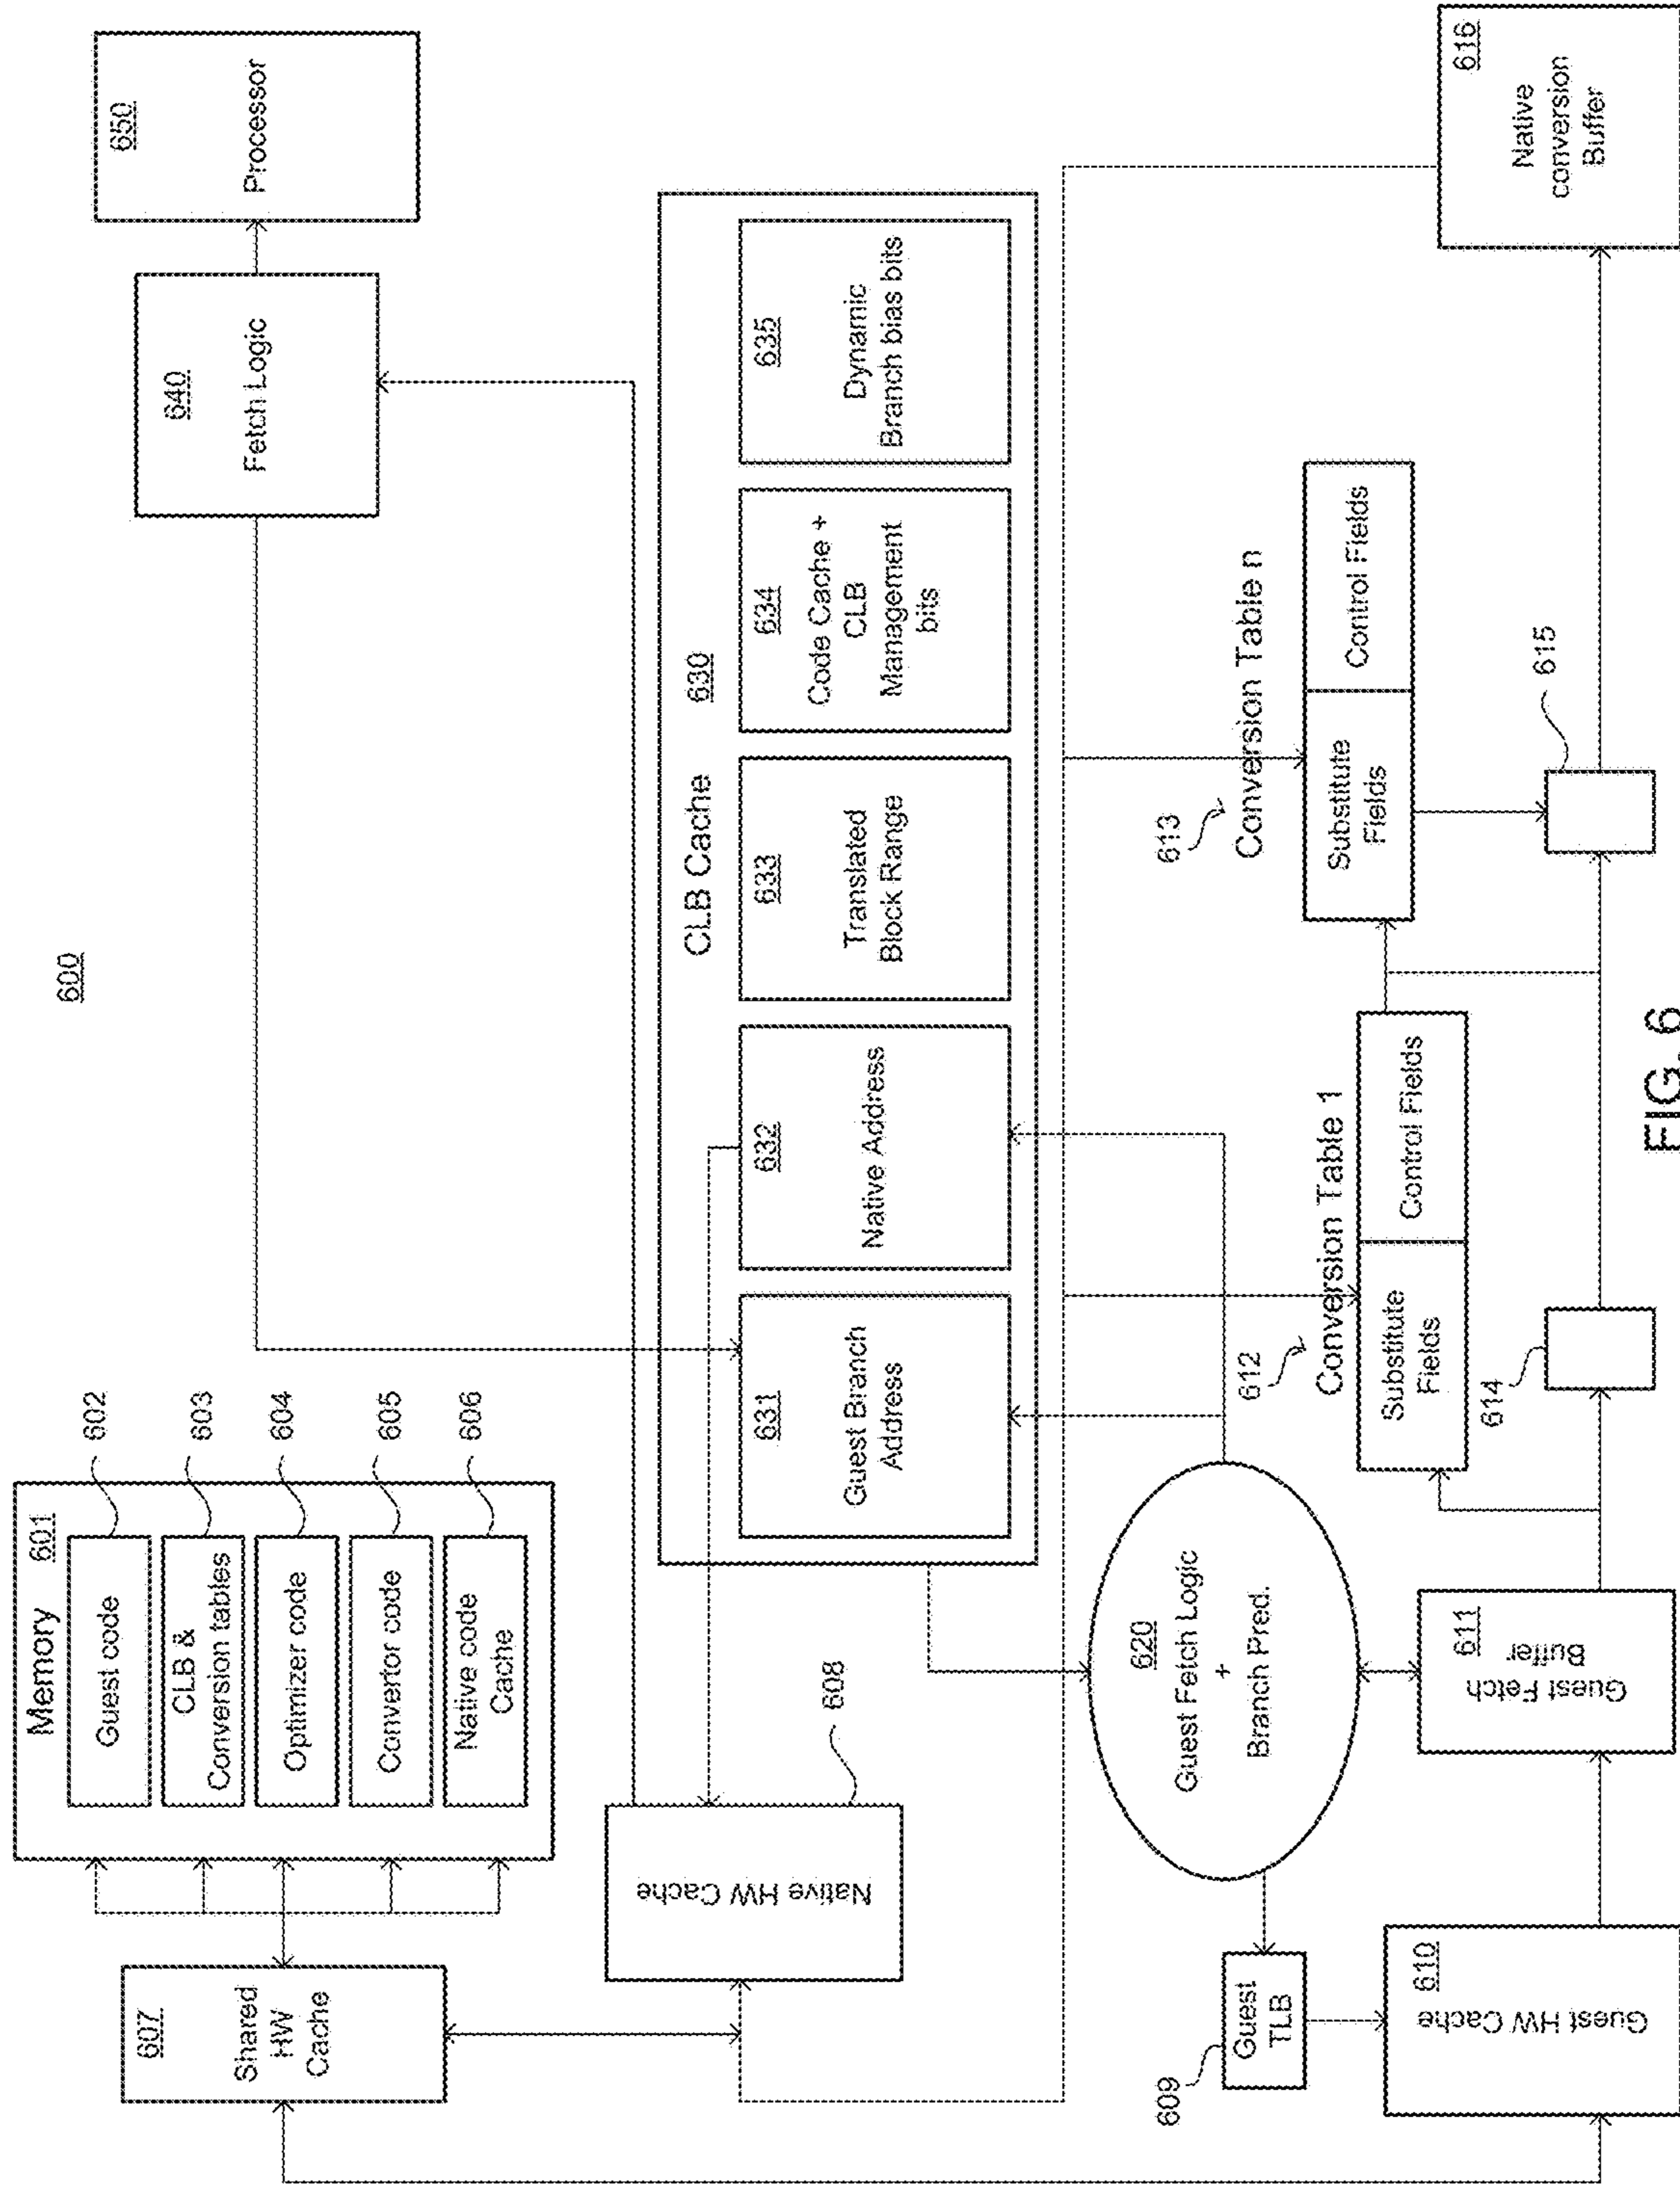 600
Memory
601
Guest code
602
CLB &
Conversion tables
603
Optimizer code
604
Convertor code
605
Native code
Cache
606
607
Shared
HW
Cache
640
Fetch Logic
650
Processor
Native HW Cache
608
CLB Cache
630
631
Guest Branch
Address
632
Native Address
633
Translated
Block Range
634
Code Cache +
CLB
Management
bits
635
Dynamic
Branch bias bits
620
Guest Fetch Logic
+
Branch Pred.
609
Guest
TLB
610
Guest HW Cache
611
Guest Fetch
Buffer
612
Conversion Table 1
Substitute
Fields
Control Fields
613
Conversion Table n
Substitute
Fields
Control Fields
614
615
616
Native
conversion
Buffer
FIG. 6